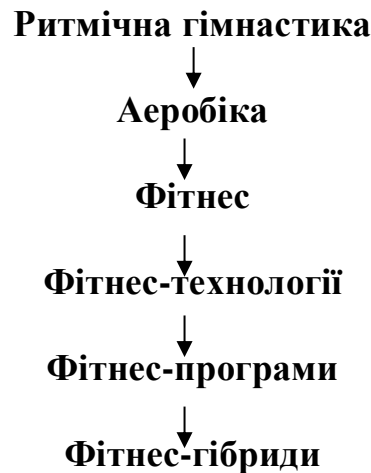 Ритмічна гімнастика
Аеробіка
Фітнес
Фітнес-технології
Фітнес-програми
Фітнес-гібриди